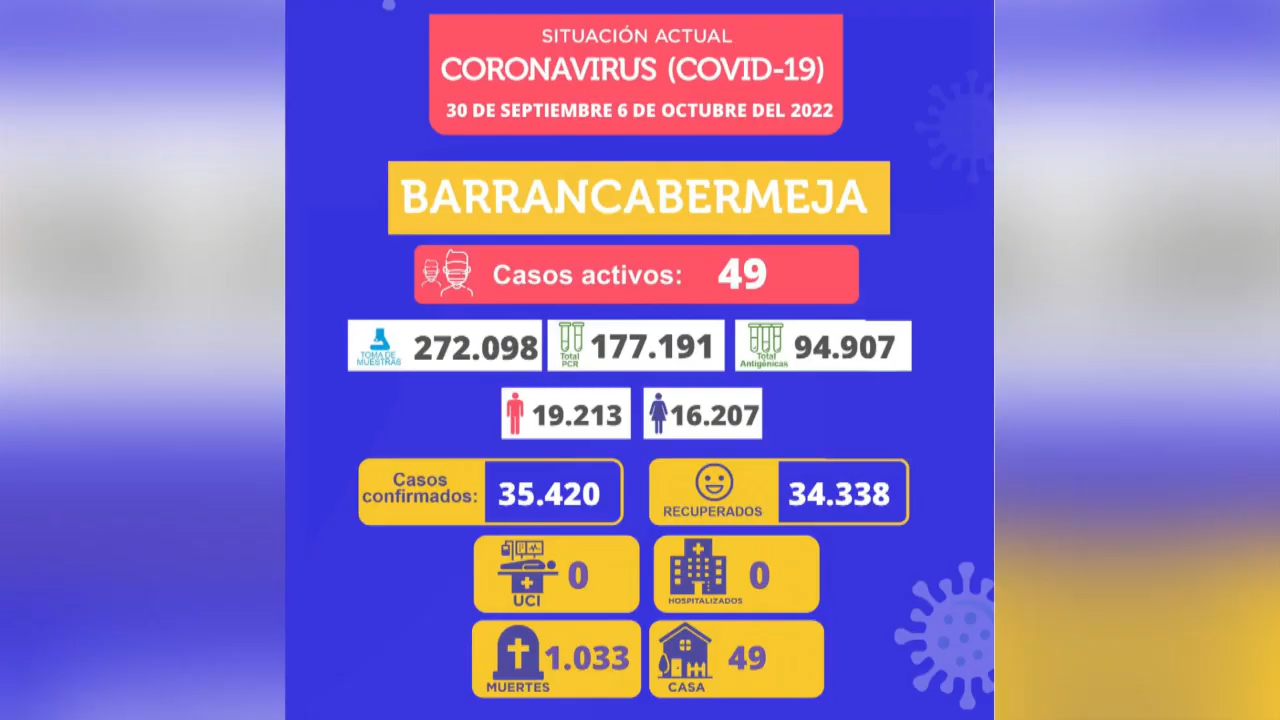 SITUACIÓN ACTUAL
CORONAVIRUS (COVID-19)
30 DE SEPTIEMBRE 6 DE OCTUBRE DEL 2022
BARRANCABERMEJA
Casos activos: 49
TOMA DE
MUESTRAS
272.098
Total
PCR
177.191
Total
Antigénicas
94.907
19.213
16.207
Casos
confirmados:
35.420
RECUPERADOS
34.338
UCI
0
HOSPITALIZADOS
0
MUERTES
1.033
CASA
49